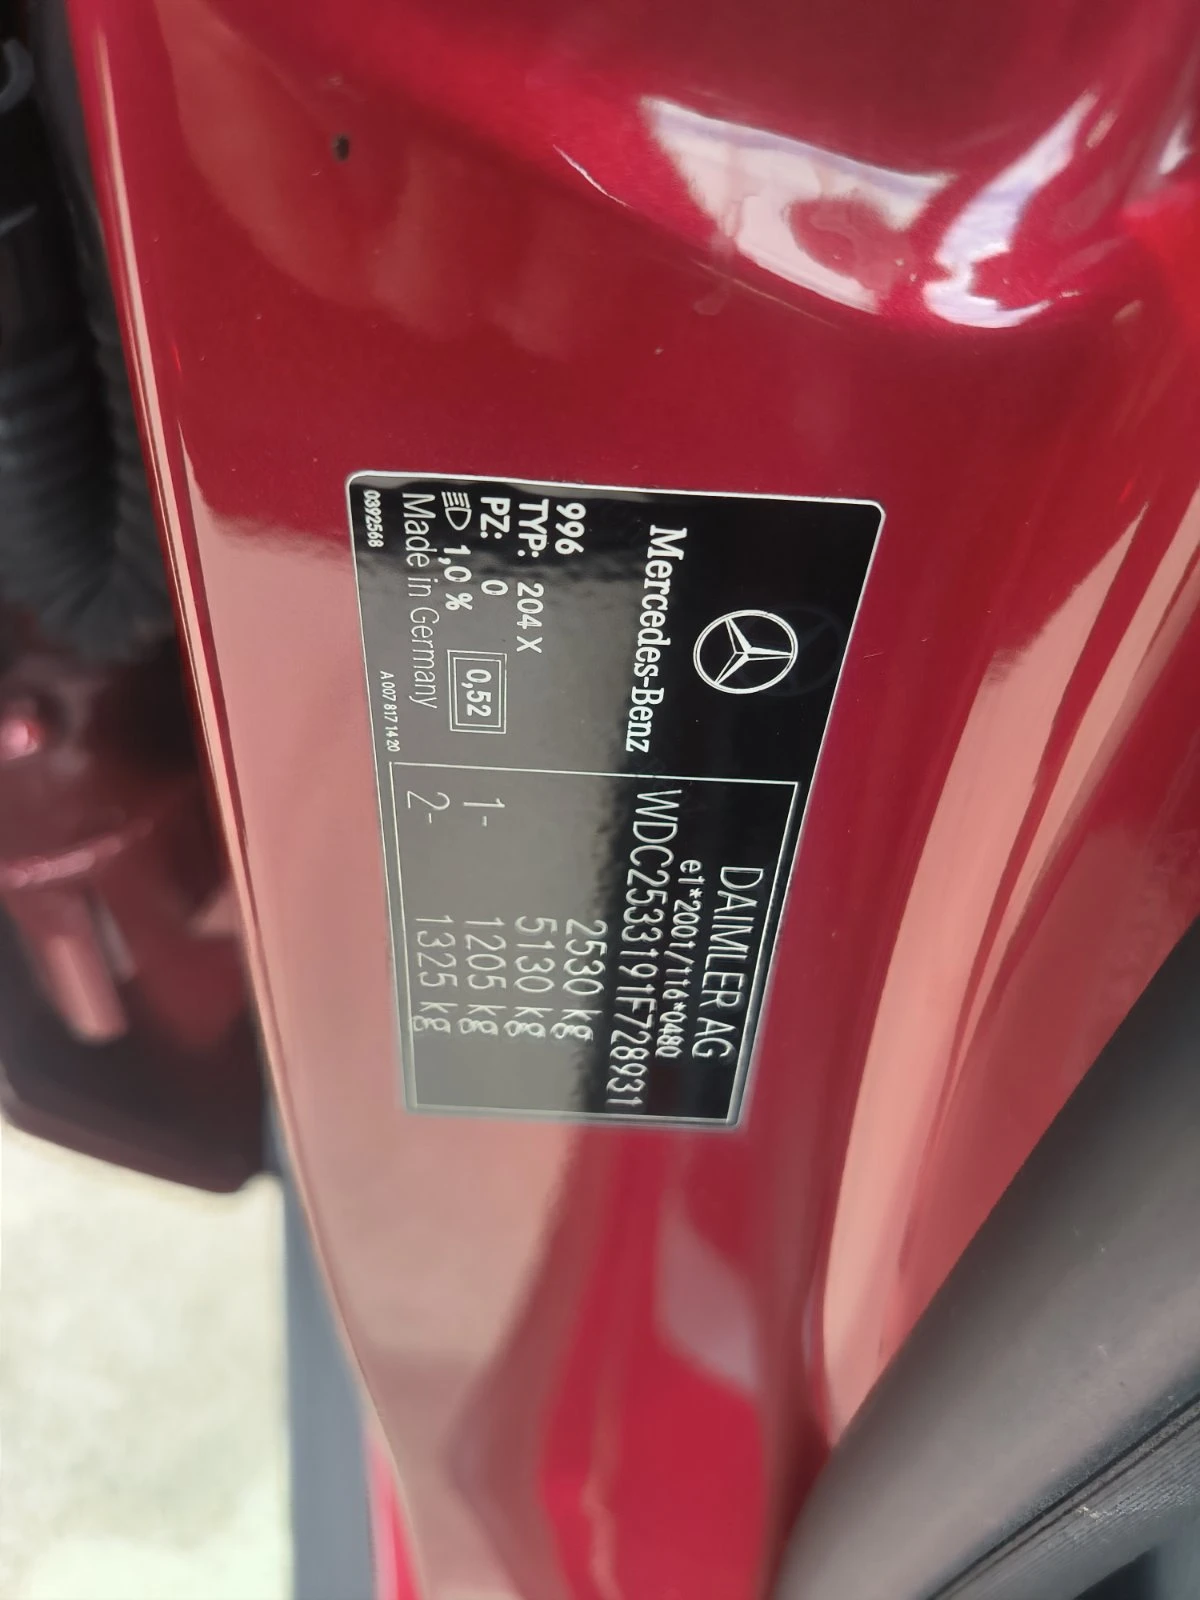 Mercedes-Benz
996
TYP: 204 X
PZ: 0
1,0 %
0,52
Made in Germany
0392568
A 007 817 14 20
DAIMLER AG
e1*2001/116*0480
WDC2533191F728931
2530 kg
5130 kg
1- 1205 kg
2- 1325 kg